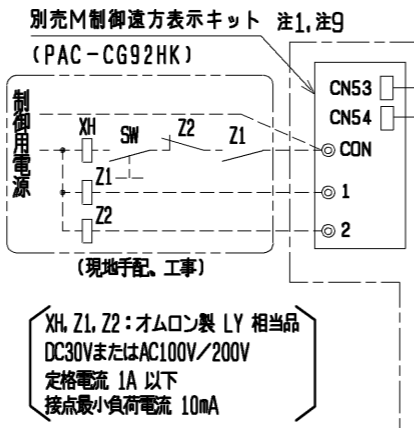 別売M制御遠方表示キット 注1,注9
(PAC-CG92HK)
制御用電源
CN53
CN54
XH
SW
Z2
Z1
CON
Z1
1
Z2
2
(現地手配、工事)
XH, Z1, Z2:オムロン製 LY 相当品
DC30VまたはAC100V/200V
定格電流 1A 以下
接点最小負荷電流 10mA